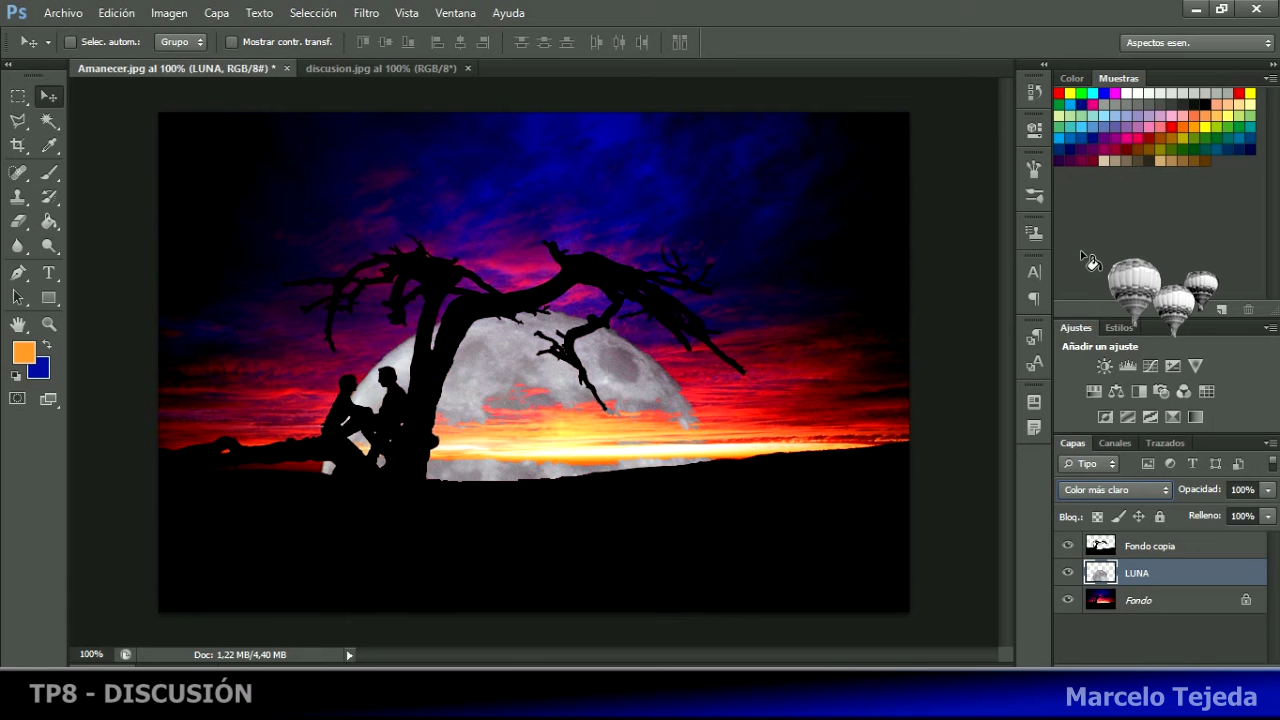 Ps Archivo Edición Imagen Capa Texto Selección Filtro Vista Ventana Ayuda
Selec. autom.: Grupo Mostrar contr. transf. Aspectos esen.
Amanecer.jpg al 100% (LUNA, RGB/8#) * × discusion.jpg al 100% (RGB/8*) ×
Color Muestras
Ajustes Estilos
Añadir un ajuste
Capas Canales Trazados
Tipo
Color más claro Opacidad: 100%
Bloq.: Relleno: 100%
Fondo copia
LUNA
Fondo
100% Doc: 1,22 MB/4,40 MB
TP8 - DISCUSIÓN
Marcelo Tejeda